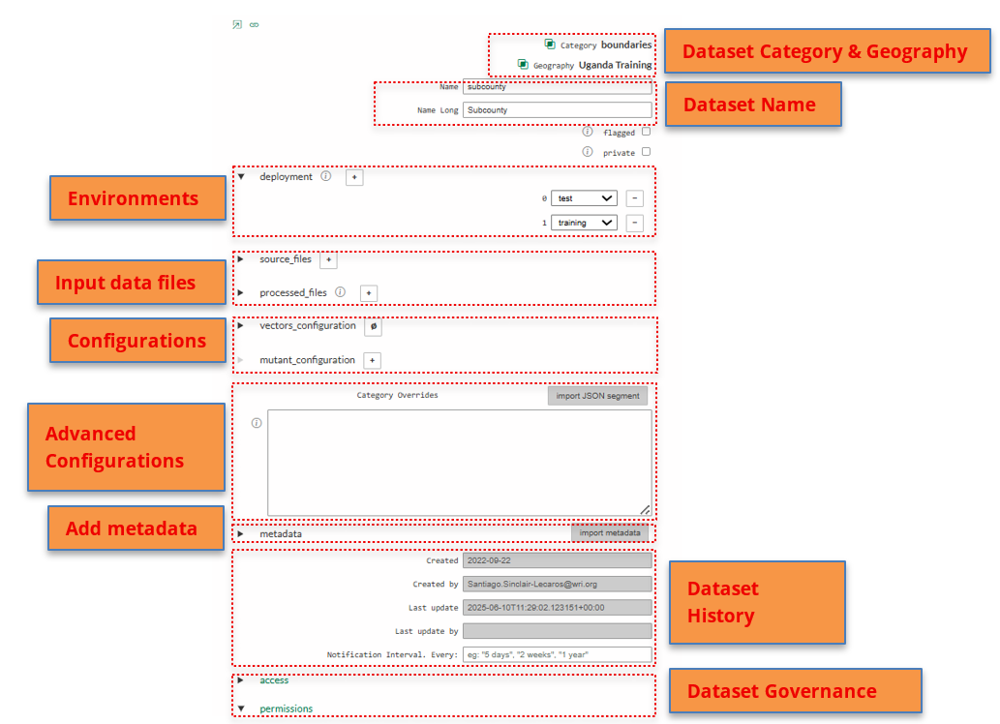 Category boundaries
Dataset Category & Geography
Geography Uganda Training
Name subcounty
Dataset Name
Name Long Subcounty
flagged
private
deployment +
Environments
0 test −
1 training −
source_files +
Input data files
processed_files +
vectors_configuration ø
Configurations
mutant_configuration +
Category Overrides import JSON segment
Advanced
Configurations
Add metadata
metadata import metadata
Created 2022-09-22
Created by Santiago.Sinclair-Lecaros@wri.org
Dataset
History
Last update 2025-06-10T11:29:02.123151+00:00
Last update by
Notification Interval. Every: eg: "5 days", "2 weeks", "1 year"
access
Dataset Governance
permissions